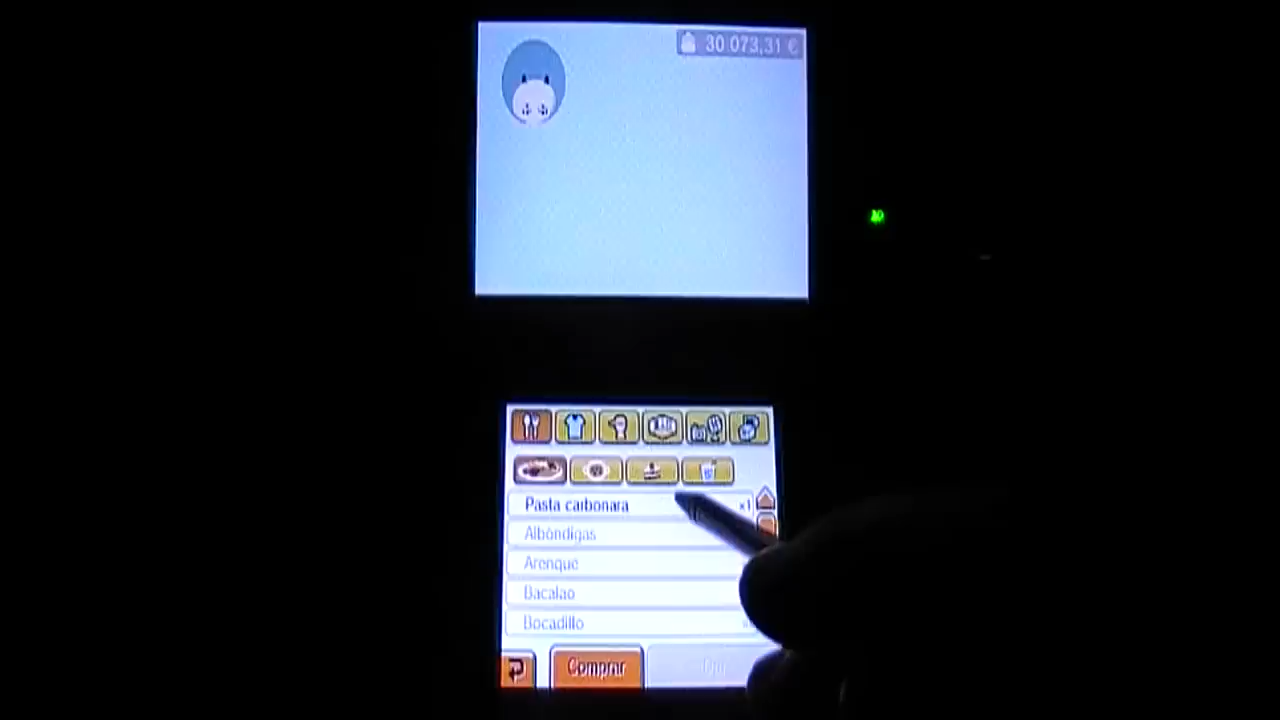 30.073,31 €
Pasta carbonara x1
Albóndigas
Arenque
Bacalao
Bocadillo
Comprar